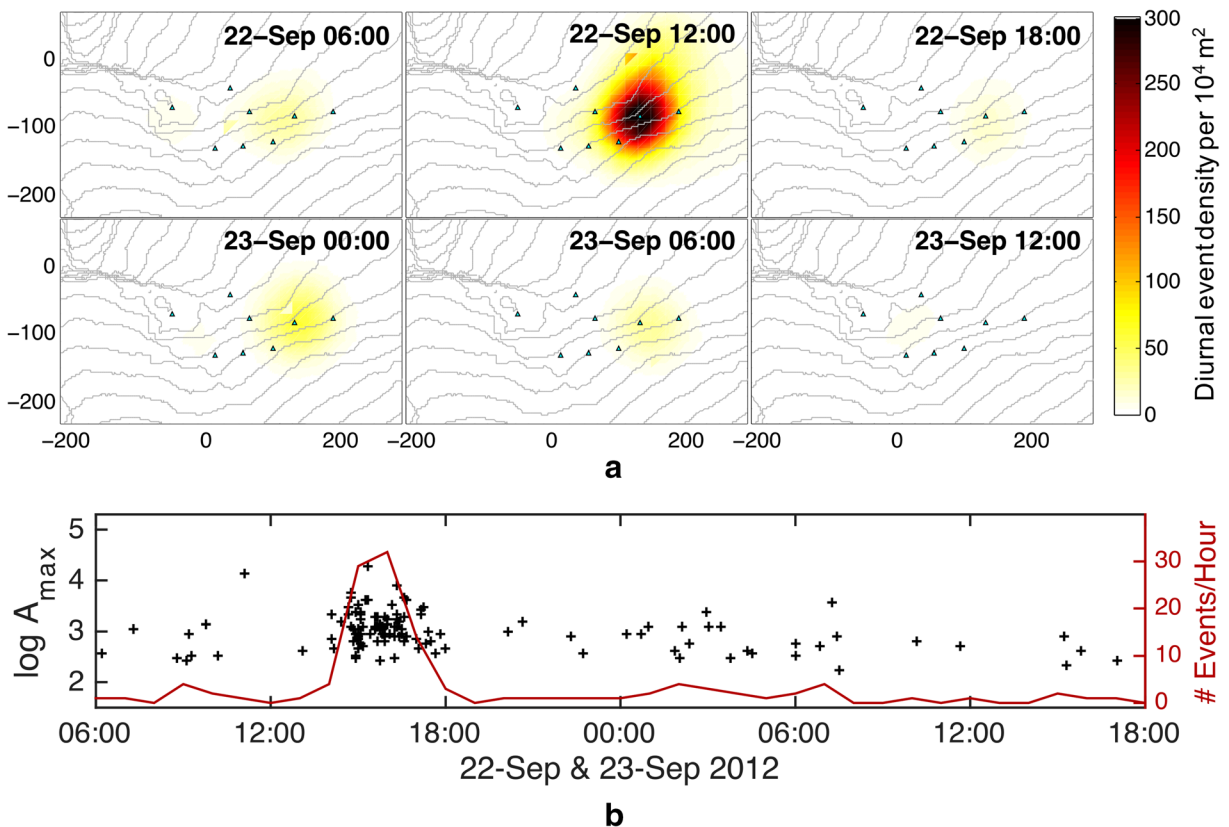 22–Sep 06:00 22–Sep 12:00 22–Sep 18:00 300
0
250
−100
200
−200
23–Sep 00:00 23–Sep 06:00 23–Sep 12:00 150
0
100
−100
50
−200
0
−200 0 200 −200 0 200 0 200
Diurnal event density per 10⁴ m²
a
5
4
3
2
log Amax
30
20
10
0
# Events/Hour
06:00 12:00 18:00 00:00 06:00 12:00 18:00
22-Sep & 23-Sep 2012
b